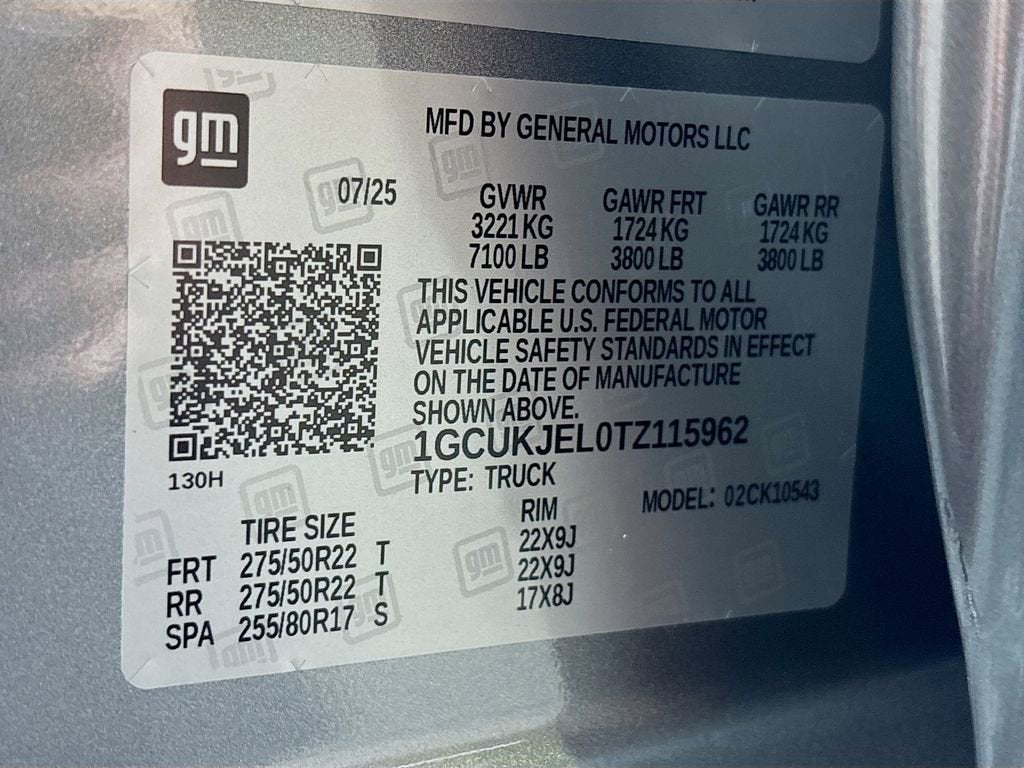 gm
MFD BY GENERAL MOTORS LLC
07/25
GVWR GAWR FRT GAWR RR
3221 KG 1724 KG 1724 KG
7100 LB 3800 LB 3800 LB
THIS VEHICLE CONFORMS TO ALL
APPLICABLE U.S. FEDERAL MOTOR
VEHICLE SAFETY STANDARDS IN EFFECT
ON THE DATE OF MANUFACTURE
SHOWN ABOVE.
1GCUKJEL0TZ115962
130H
TYPE: TRUCK
MODEL: 02CK10543
TIRE SIZE RIM
FRT 275/50R22 T 22X9J
RR 275/50R22 T 22X9J
SPA 255/80R17 S 17X8J